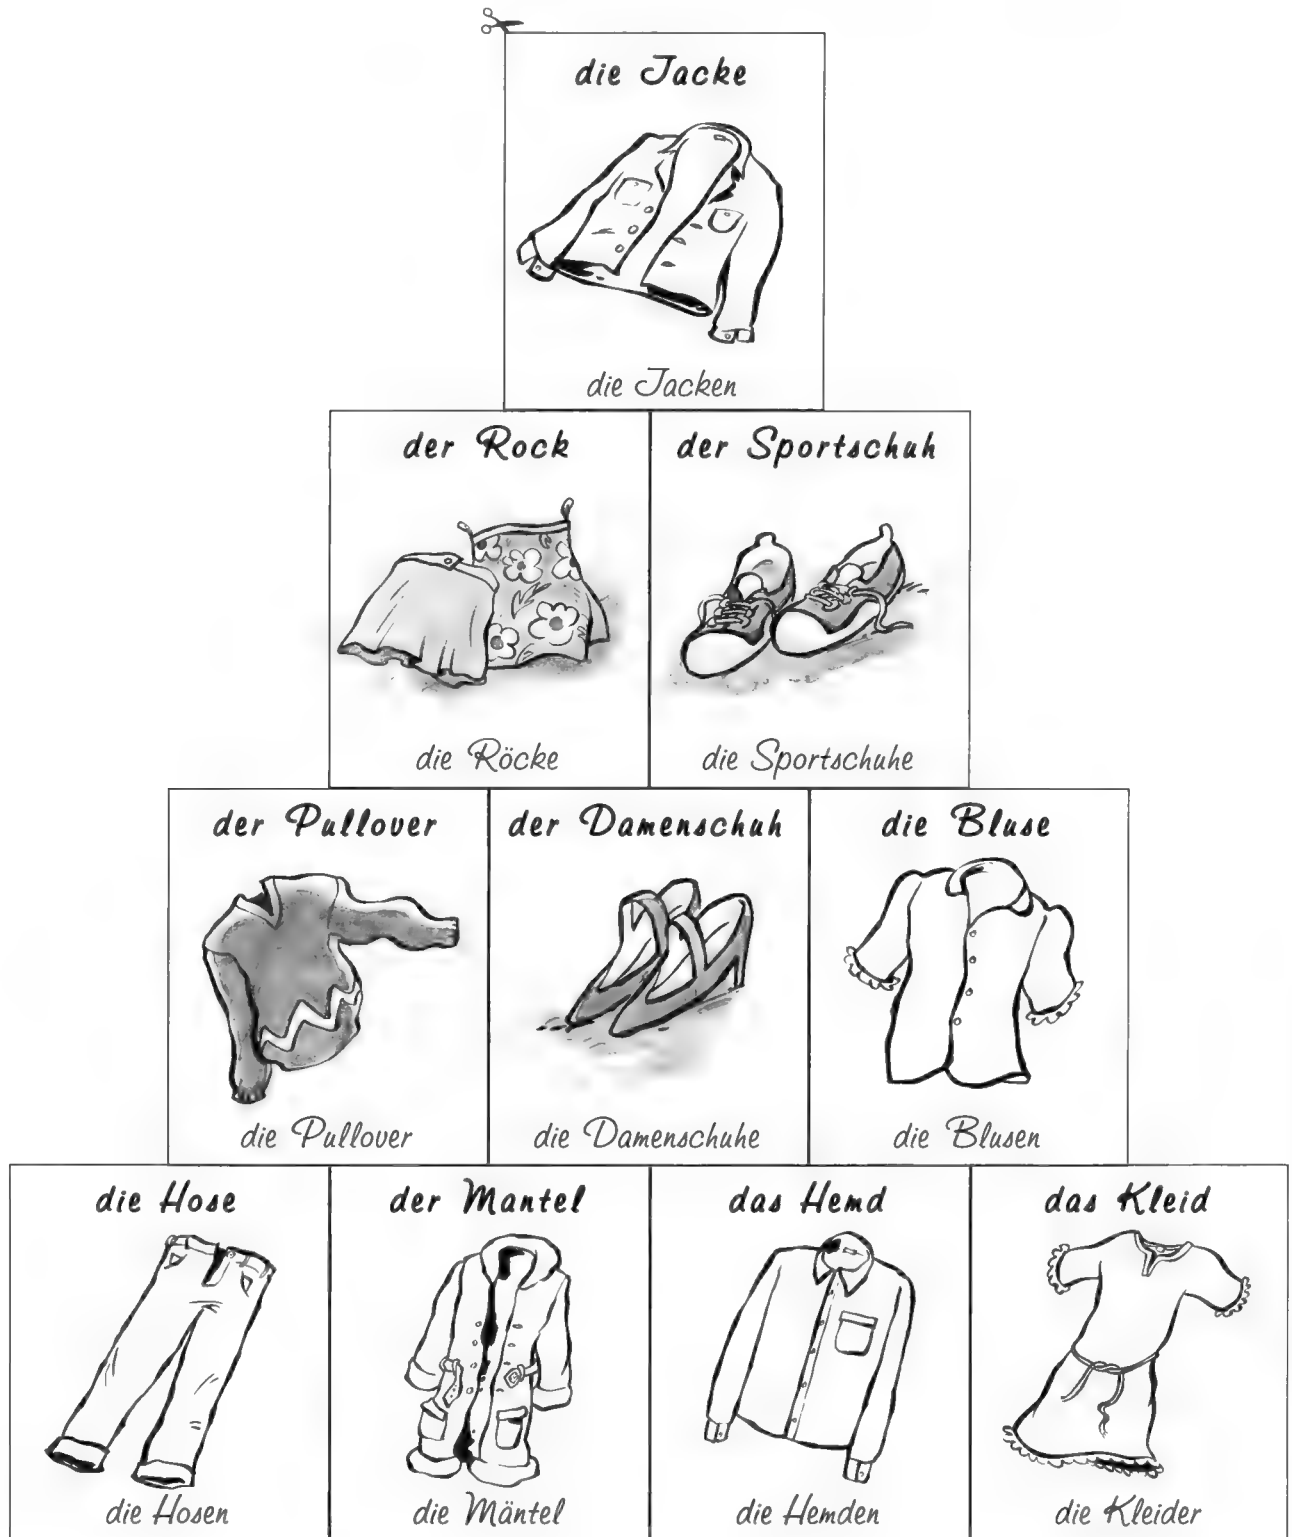 die Jacke
die Jacken
der Rock
der Sportschuh
die Röcke
die Sportschuhe
der Pullover
der Damenschuh
die Bluse
die Pullover
die Damenschuhe
die Blusen
die Hose
der Mantel
das Hemd
das Kleid
die Hosen
die Mäntel
die Hemden
die Kleider